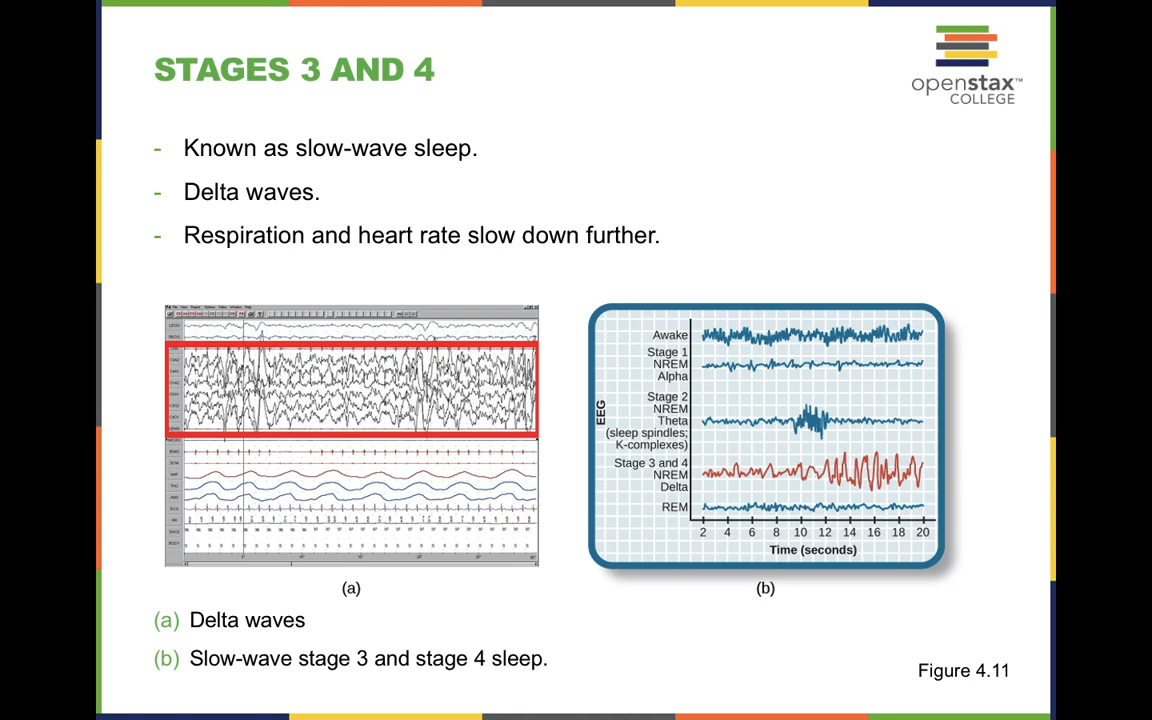 STAGES 3 AND 4
openstax™
COLLEGE
- Known as slow-wave sleep.
- Delta waves.
- Respiration and heart rate slow down further.
Awake
Stage 1
NREM
Alpha
Stage 2
NREM
Theta
(sleep spindles;
K-complexes)
Stage 3 and 4
NREM
Delta
REM
EEG
2 4 6 8 10 12 14 16 18 20
Time (seconds)
(a)
(b)
(a) Delta waves
(b) Slow-wave stage 3 and stage 4 sleep.
Figure 4.11